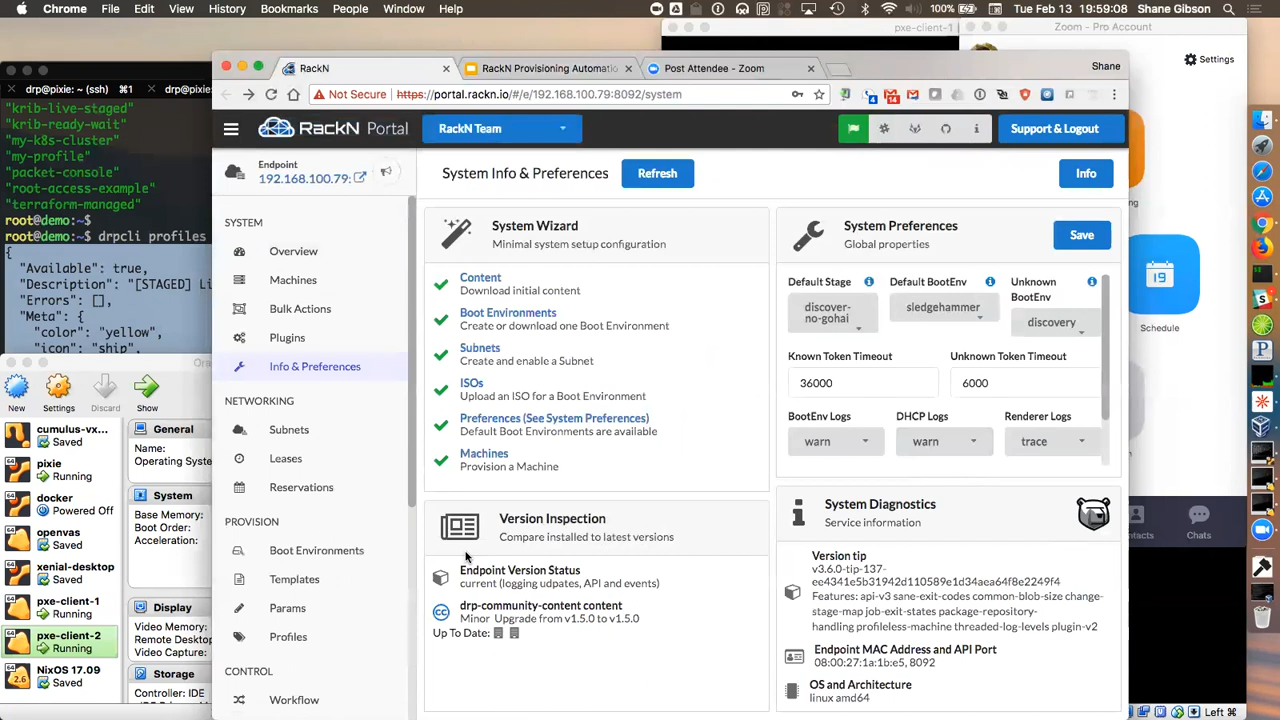 View History Bookmarks People Window Help
100% Tue Feb 13 15:59:08 Shane Gibson
pxe-client-1
Zoom - Pro Account
Settings
drp@pixie: ~ (ssh) ⌘1
drp@pixie
"krib-live-staged"
"krib-ready-wait"
"my-k8s-cluster"
"my-profile"
"packet-console"
"root-access-example"
"terraform-managed"
root@demo:~$
root@demo:~$ drpcli profiles
{
"Available": true,
"Description": "[STAGED] Li
"Errors": [],
"Meta": {
"color": "yellow",
"icon": "ship",
New Settings Discard Show
cumulus-vx...
Saved
pixie
Running
docker
Powered Off
openvas
Saved
xenial-desktop
Saved
pxe-client-1
Running
pxe-client-2
Running
NixOS 17.09
Saved
General
Name:
Operating Syste
System
Base Memory:
Boot Order:
Acceleration:
Display
Video Memory:
Remote Desktop
Video Capture:
Storage
Controller: IDE
RackN
RackN Provisioning Automatio
Post Attendee - Zoom
Shane
Not Secure https://portal.rackn.io/#/e/192.168.100.79:8092/system
RackN Portal
RackN Team
Support & Logout
Endpoint
192.168.100.79:
SYSTEM
Overview
Machines
Bulk Actions
Plugins
Info & Preferences
NETWORKING
Subnets
Leases
Reservations
PROVISION
Boot Environments
Templates
Params
Profiles
CONTROL
Workflow
System Info & Preferences
Refresh
Info
System Wizard
Minimal system setup configuration
Content
Download initial content
Boot Environments
Create or download one Boot Environment
Subnets
Create and enable a Subnet
ISOs
Upload an ISO for a Boot Environment
Preferences (See System Preferences)
Default Boot Environments are available
Machines
Provision a Machine
System Preferences
Global properties
Save
Default Stage
discover-
no-gohai
Default BootEnv
sledgehammer
Unknown
BootEnv
discovery
Known Token Timeout
36000
Unknown Token Timeout
6000
BootEnv Logs
warn
DHCP Logs
warn
Renderer Logs
trace
Version Inspection
Compare installed to latest versions
Endpoint Version Status
current (logging udpates, API and events)
drp-community-content content
Minor Upgrade from v1.5.0 to v1.5.0
Up To Date:
System Diagnostics
Service information
Version tip
v3.6.0-tip-137-
ee4341e5b31942d110589e1d34aea64f8e2249f4
Features: api-v3 sane-exit-codes common-blob-size change-
stage-map job-exit-states package-repository-
handling profileless-machine threaded-log-levels plugin-v2
Endpoint MAC Address and API Port
08:00:27:1a:1b:e5, 8092
OS and Architecture
linux amd64
19
Schedule
Chats
Left ⌘